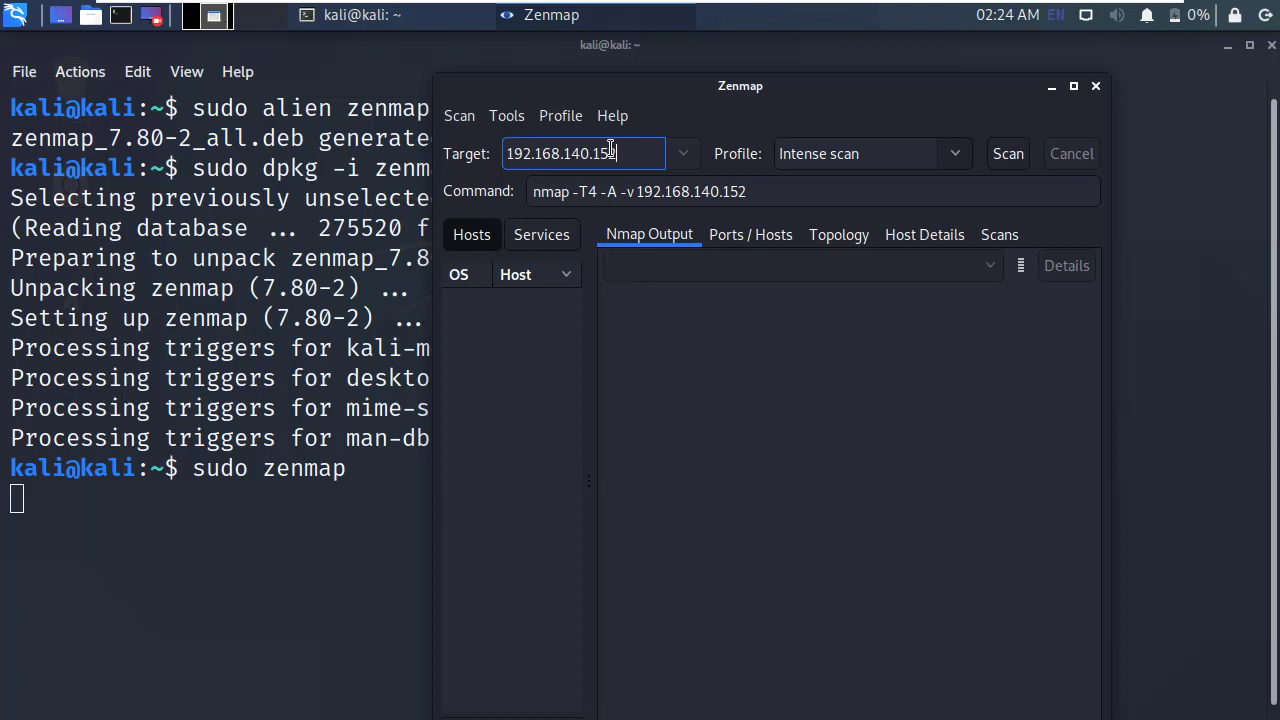 kali@kali: ~
Zenmap
02:24 AM
EN
0%
kali@kali: ~
File Actions Edit View Help
kali@kali:~$ sudo alien zenmap
zenmap_7.80-2_all.deb generate
kali@kali:~$ sudo dpkg -i zenm
Selecting previously unselecte
(Reading database ... 275520 f
Preparing to unpack zenmap_7.8
Unpacking zenmap (7.80-2) ...
Setting up zenmap (7.80-2) ...
Processing triggers for kali-m
Processing triggers for deskto
Processing triggers for mime-s
Processing triggers for man-db
kali@kali:~$ sudo zenmap
Zenmap
Scan Tools Profile Help
Target: 192.168.140.152 Profile: Intense scan Scan Cancel
Command: nmap -T4 -A -v 192.168.140.152
Hosts Services Nmap Output Ports / Hosts Topology Host Details Scans
OS Host Details